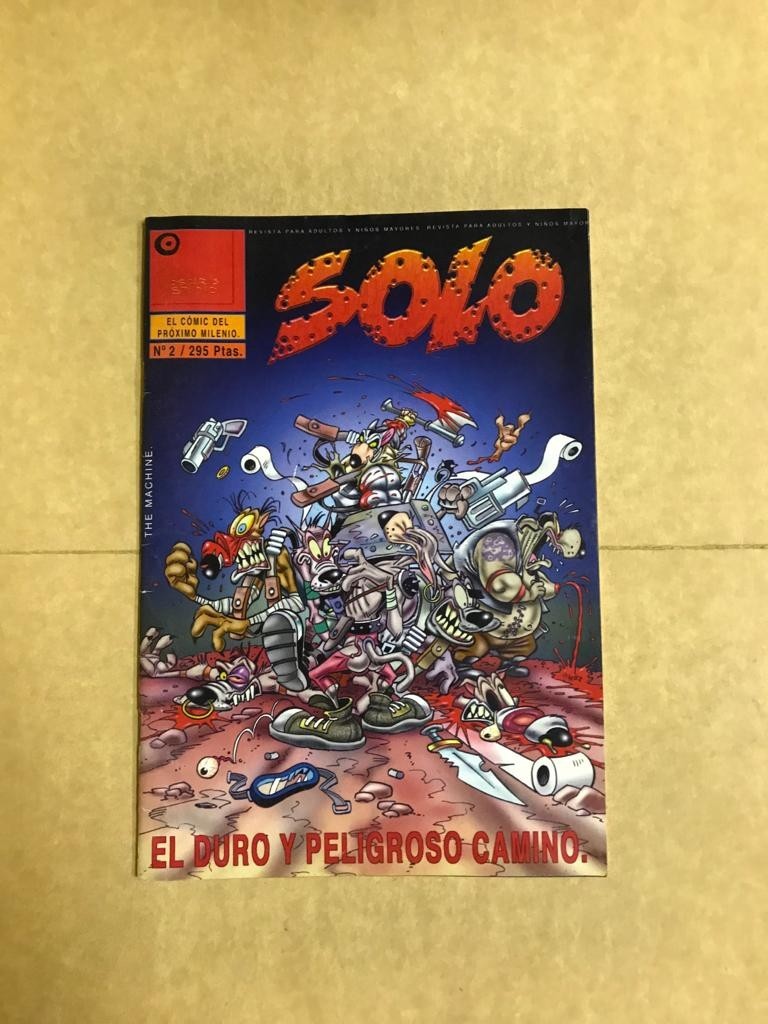 REVISTA PARA ADULTOS Y NIÑOS MAYORES. REVISTA PARA ADULTOS Y NIÑOS MAYOR
SOLO
EL CÓMIC DEL
PRÓXIMO MILENIO.
Nº 2 / 295 Ptas.
THE MACHINE.
EL DURO Y PELIGROSO CAMINO.